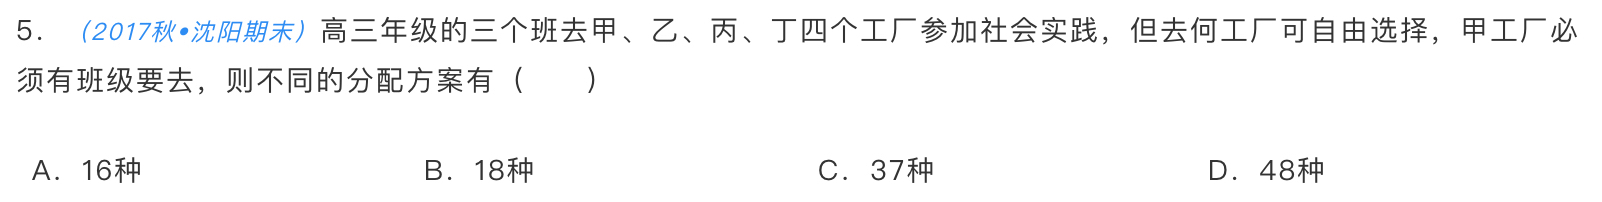 5. （2017秋•沈阳期末）高三年级的三个班去甲、乙、丙、丁四个工厂参加社会实践，但去何工厂可自由选择，甲工厂必
须有班级要去，则不同的分配方案有（　　）
A. 16种 B. 18种 C. 37种 D. 48种